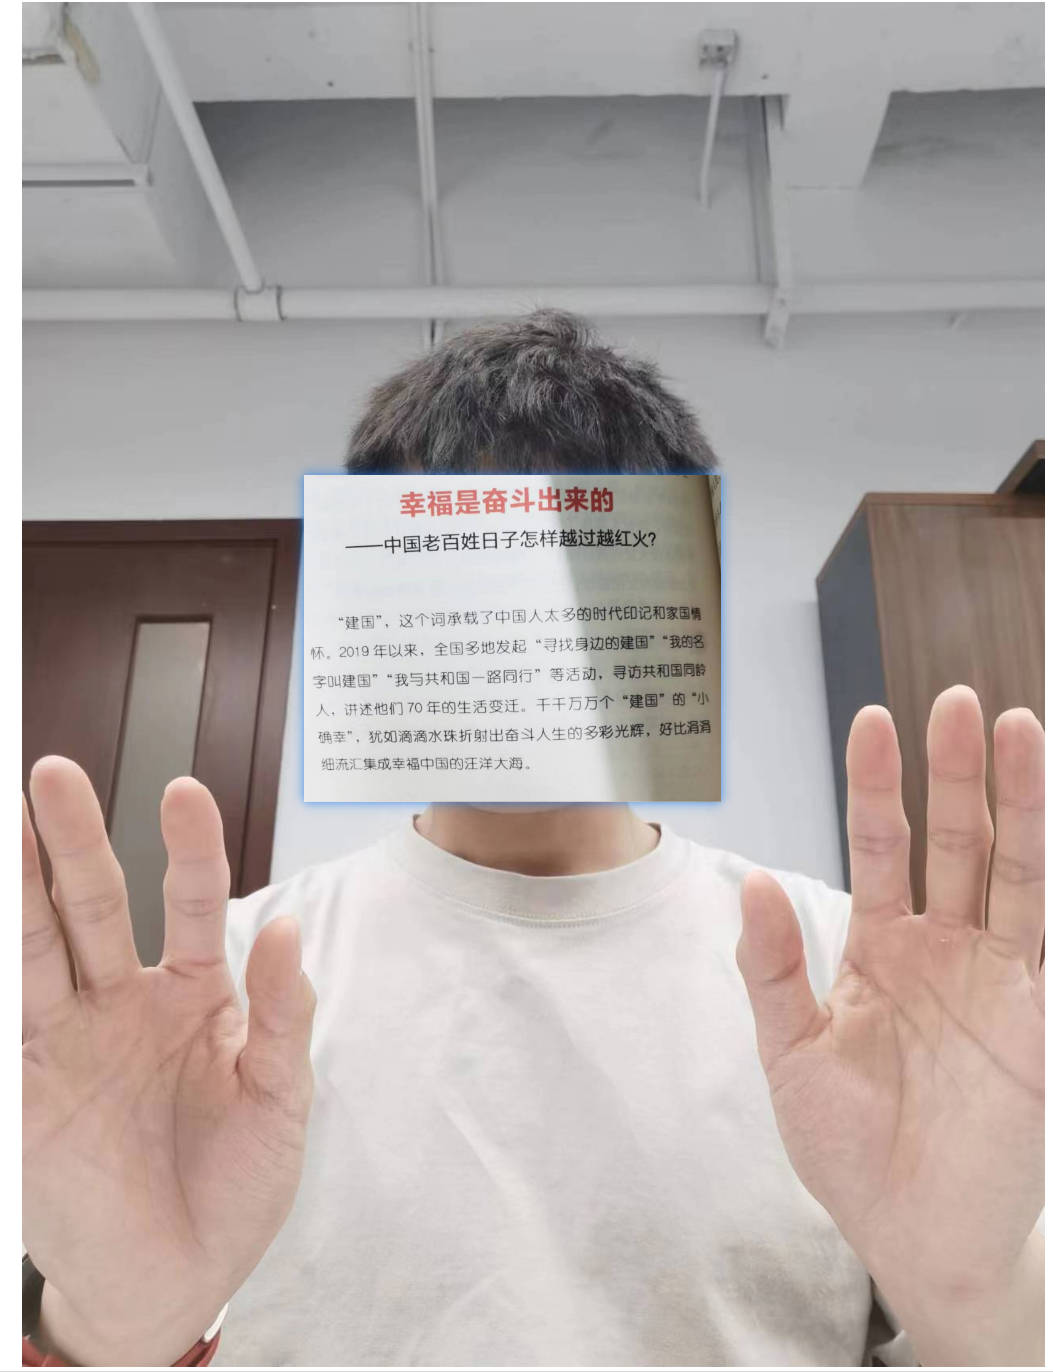 幸福是奋斗出来的
——中国老百姓日子怎样越过越红火?
“建国”，这个词承载了中国人太多的时代印记和家国情
怀。2019 年以来，全国多地发起“寻找身边的建国”“我的名
字叫建国”“我与共和国一路同行”等活动，寻访共和国同龄
人，讲述他们 70 年的生活变迁。千千万万个“建国”的“小
确幸”，犹如滴滴水珠折射出奋斗人生的多彩光辉，好比涓涓
细流汇集成幸福中国的汪洋大海。